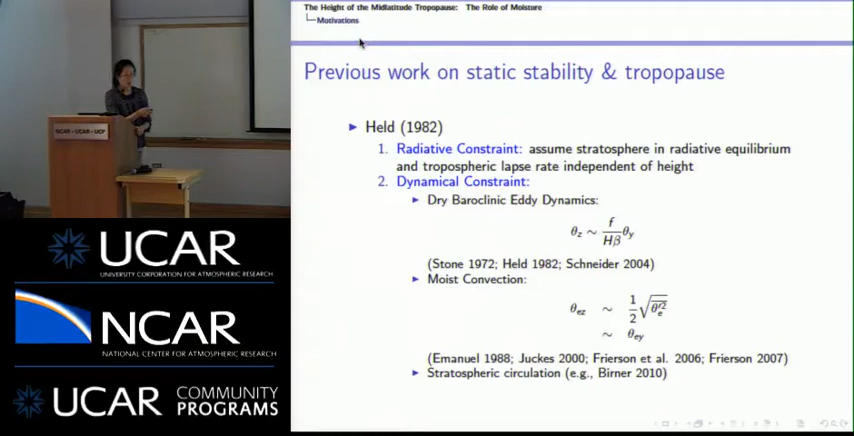 The Height of the Midlatitude Tropopause: The Role of Moisture
Motivations
Previous work on static stability & tropopause
Held (1982)
1. Radiative Constraint: assume stratosphere in radiative equilibrium
and tropospheric lapse rate independent of height
2. Dynamical Constraint:
Dry Baroclinic Eddy Dynamics:
θ_z ∼ f/(Hβ) θ_y
(Stone 1972; Held 1982; Schneider 2004)
Moist Convection:
θ_ez ∼ 1/2 √(θ_e'^2)
∼ θ_ey
(Emanuel 1988; Juckes 2000; Frierson et al. 2006; Frierson 2007)
Stratospheric circulation (e.g., Birner 2010)
NCAR • UCAR • UCP
UCAR
UNIVERSITY CORPORATION FOR ATMOSPHERIC RESEARCH
NCAR
NATIONAL CENTER FOR ATMOSPHERIC RESEARCH
UCAR COMMUNITY
PROGRAMS